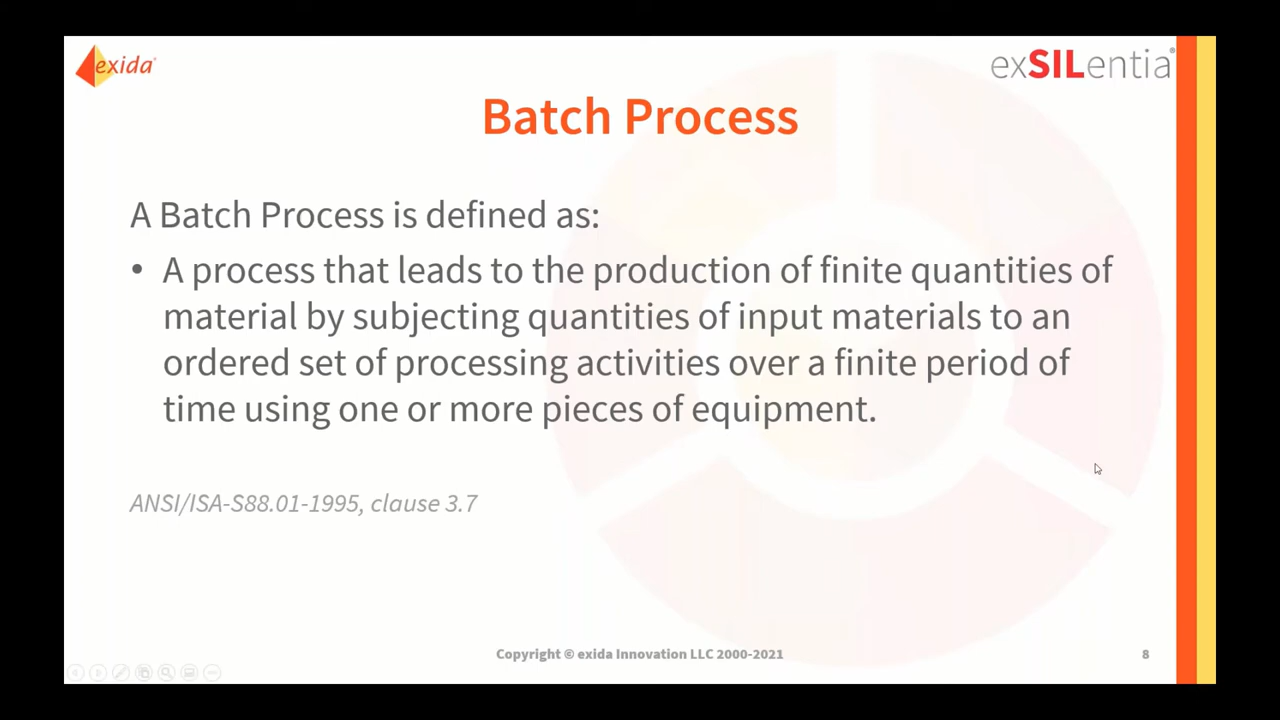 exida
exSILentia®
Batch Process
A Batch Process is defined as:
• A process that leads to the production of finite quantities of
material by subjecting quantities of input materials to an
ordered set of processing activities over a finite period of
time using one or more pieces of equipment.
ANSI/ISA-S88.01-1995, clause 3.7
Copyright © exida Innovation LLC 2000-2021
8